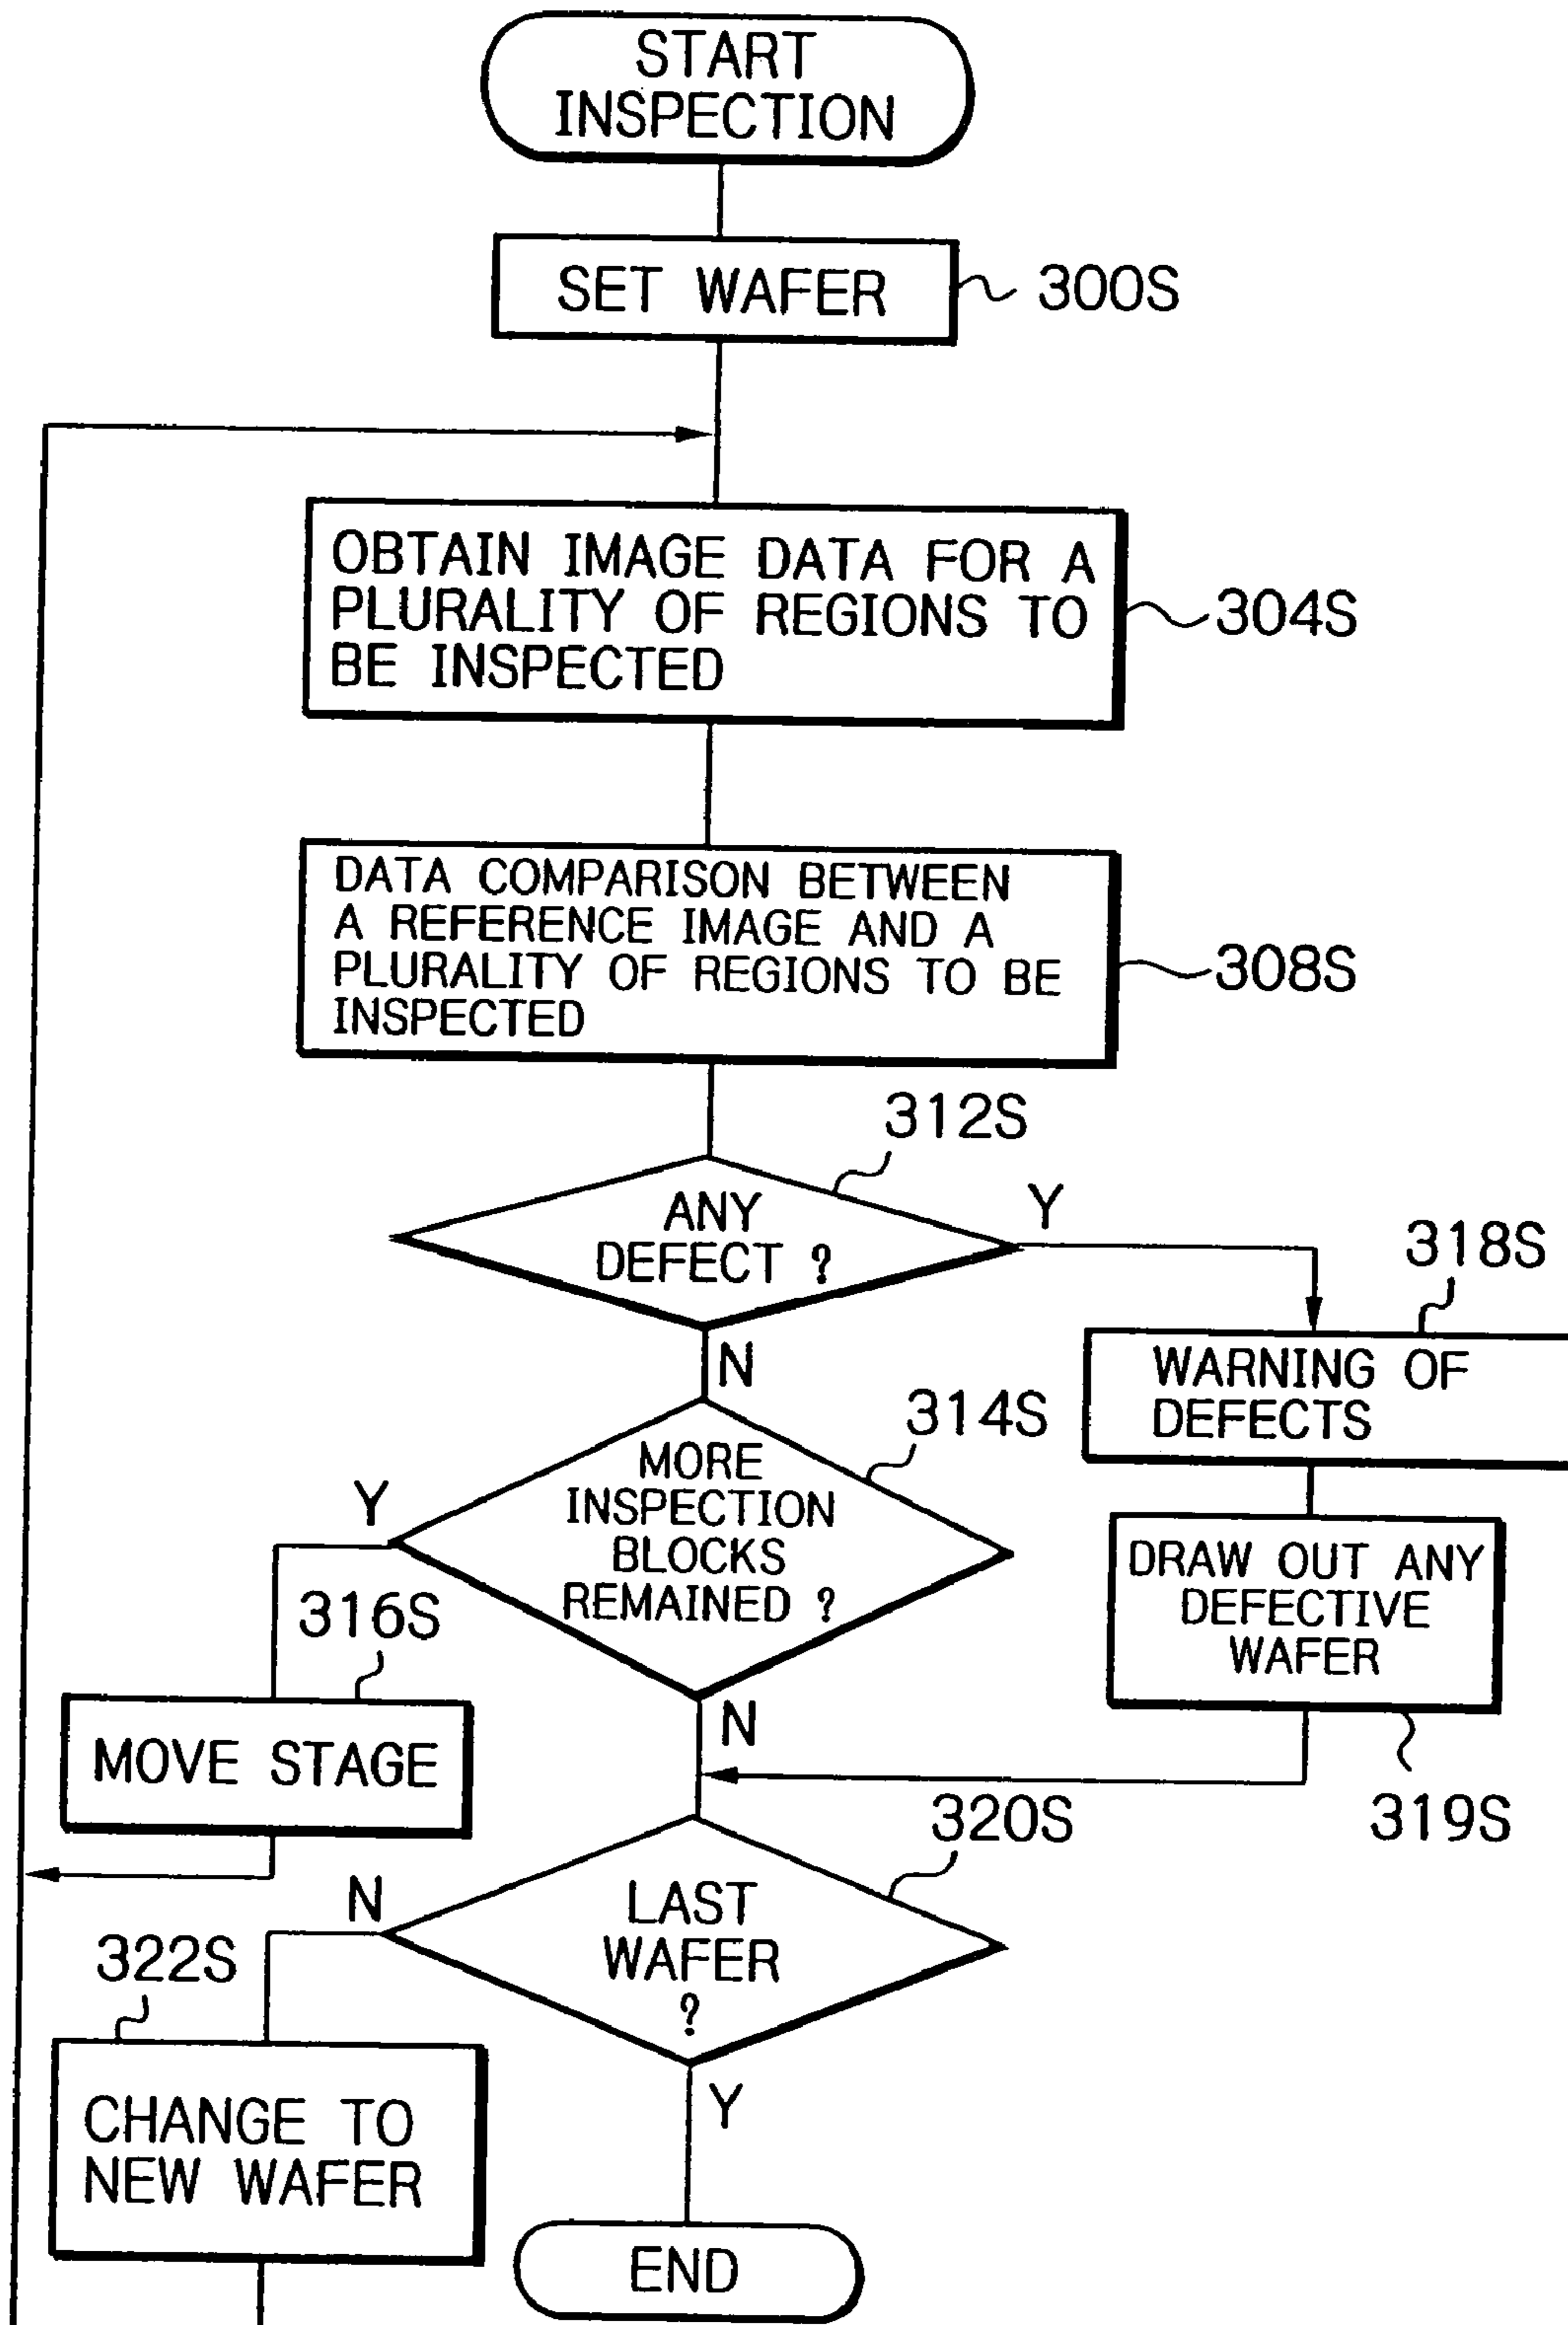 START
INSPECTION
SET WAFER
300S
OBTAIN IMAGE DATA FOR A
PLURALITY OF REGIONS TO
BE INSPECTED
304S
DATA COMPARISON BETWEEN
A REFERENCE IMAGE AND A
PLURALITY OF REGIONS TO BE
INSPECTED
308S
312S
ANY
DEFECT ?
Y
N
318S
WARNING OF
DEFECTS
314S
MORE
INSPECTION
BLOCKS
REMAINED ?
Y
N
DRAW OUT ANY
DEFECTIVE
WAFER
319S
316S
MOVE STAGE
320S
LAST
WAFER
?
N
Y
322S
CHANGE TO
NEW WAFER
END